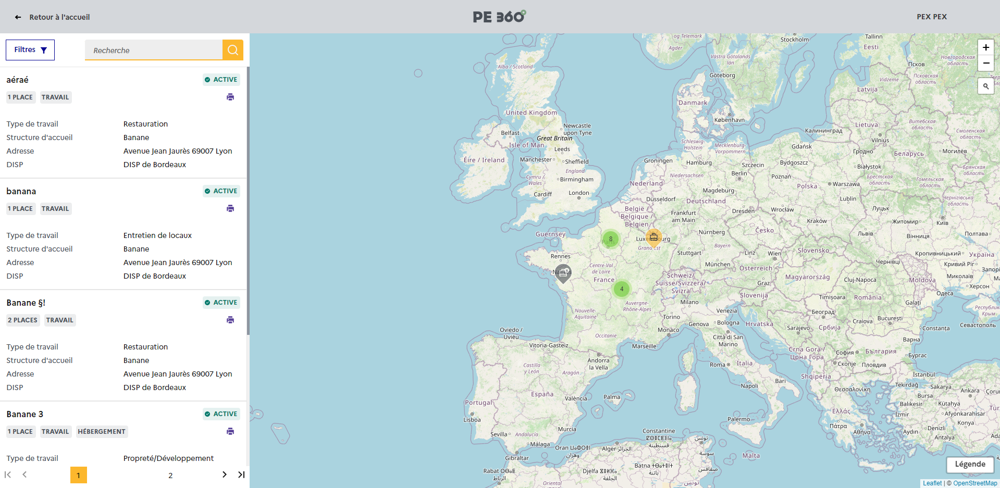 Retour à l'accueil
PE 360
PEX PEX
Filtres
Recherche
aéraé
ACTIVE
1 PLACE TRAVAIL
Type de travail Restauration
Structure d'accueil Banane
Adresse Avenue Jean Jaurès 69007 Lyon
DISP DISP de Bordeaux
banana
ACTIVE
1 PLACE TRAVAIL
Type de travail Entretien de locaux
Structure d'accueil Banane
Adresse Avenue Jean Jaurès 69007 Lyon
DISP DISP de Bordeaux
Banane §!
ACTIVE
2 PLACES TRAVAIL
Type de travail Restauration
Structure d'accueil Banane
Adresse Avenue Jean Jaurès 69007 Lyon
DISP DISP de Bordeaux
Banane 3
ACTIVE
1 PLACE TRAVAIL HÉBERGEMENT
Type de travail Propreté/Développement
1 2
og Telemark
Agder
Stockholm
Tallinn
Eesti
Västra Götalands
län
Göteborg
Псков
Новгородская
область
Псковская
область
Vidzeme
Latvija
Alba / Scotland
United Kingdom
Danmark
København
Newcastle
upon Tyne
Belfast
Great Britain
Isle of Man
Leeds
Manchester
Sheffield
Éire / Ireland
England
Cymru /
Wales
Birmingham
Cardiff
London
Schleswig-
Holstein
Mecklenburg-
Vorpommern
Калининград
Lietuva
Vilnius
Витебская
область
Смоленская
область
Gdańsk
Гродно
Беларусь
Могилёв
Groningen
Hamburg
Szczecin
Bydgoszcz
Białystok
Брянская
область
Niedersachsen
Berlin
Poznań
Polska
Warszawa
Брестская
область
Гомельская
область
Nederland
Magdeburg
Düsseldorf
Deutschland
Lublin
Чернігівська
область
België /
Belgique /
Belgien
Frankfurt
am Main
Dresden
Wrocław
Луцьк
Kraków
Житомир
Київ
Guernsey
8
Paris
Luxembourg
Grand Est
Nürnberg
Česko
Львів
Вінниця
Полтава
Bayern
Rennes
Stuttgart
Linz
Wien
Slovensko
Кропивницький
Україна
München
Österreich
Чернівці
Кривий Ріг
Centre-Val
de Loire
France
Nantes
Schweiz/
Suisse/Svizzera/
Svizra
Graz
Magyarország
Cluj-Napoca
Moldova
Миколаїв
Херсон
4
Auvergne-
Rhône-Alpes
Nouvelle-
Aquitaine
Milano
Slovenija
Timișoara
România
Galați
Одеса
Torino
Venezia
Београд
București
Genova
Bologna
Hrvatska
Craiova
Sarajevo
Србија
Constanța
Севастополь
Monaco
Occitanie
Marseille
Città di San
Marino
Варна
Oviedo /
Uviéu
Vitoria-Gasteiz
Crna Gora /
Црна Гора
София
България
Бургас
Andorra
la Vella
Roma
Italia
Скопје
Пловдив
Castilla
y León
Aragón
Shqipëria
İstanbul
Napoli
Bari
Tekirdağ
Sakarya
Ankara
Θεσσαλονίκη
Bursa
España
València
Palma
Balıkesir
Kütahya
Portugal
Ελλάς
İzmir
Afyonkarahisar
Lisboa
Palermo
Πάτρα
Αθήνα
Konya
Murcia
Aydın
Denizli
Antalya
Sevilla
Andalucía
Málaga
Constantine
قسنطينة
تونس
سوسة
Oran
وهران
Alger
الجزائر
Gibraltar
Malta
Batna
باتنة
صفاقس
Rabat
الرباط
Djelfa
الجلفة
Oriental
تونس
Légende
Leaflet | © OpenStreetMap